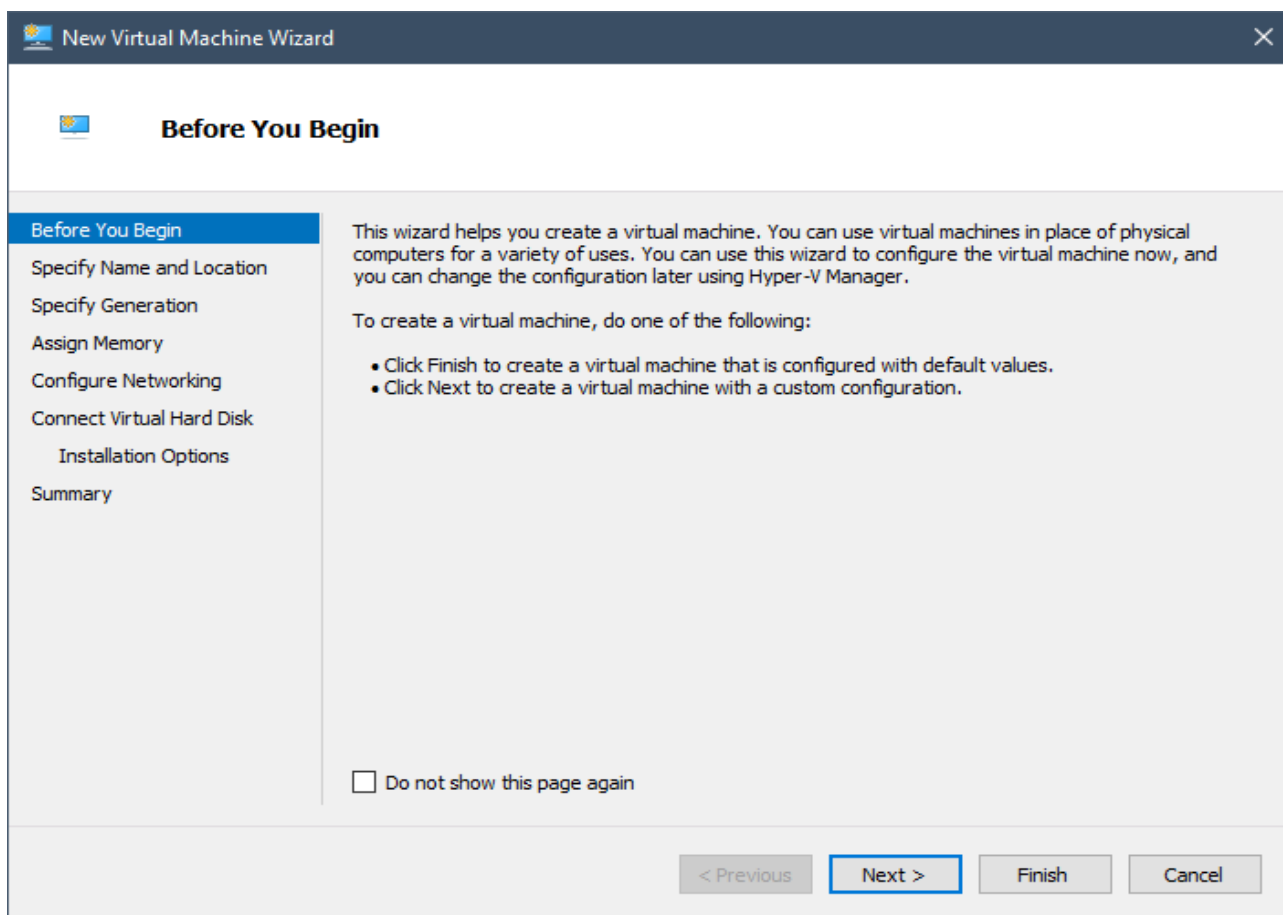 New Virtual Machine Wizard
Before You Begin
Before You Begin
Specify Name and Location
Specify Generation
Assign Memory
Configure Networking
Connect Virtual Hard Disk
Installation Options
Summary
This wizard helps you create a virtual machine. You can use virtual machines in place of physical
computers for a variety of uses. You can use this wizard to configure the virtual machine now, and
you can change the configuration later using Hyper-V Manager.
To create a virtual machine, do one of the following:
• Click Finish to create a virtual machine that is configured with default values.
• Click Next to create a virtual machine with a custom configuration.
Do not show this page again
< Previous
Next >
Finish
Cancel